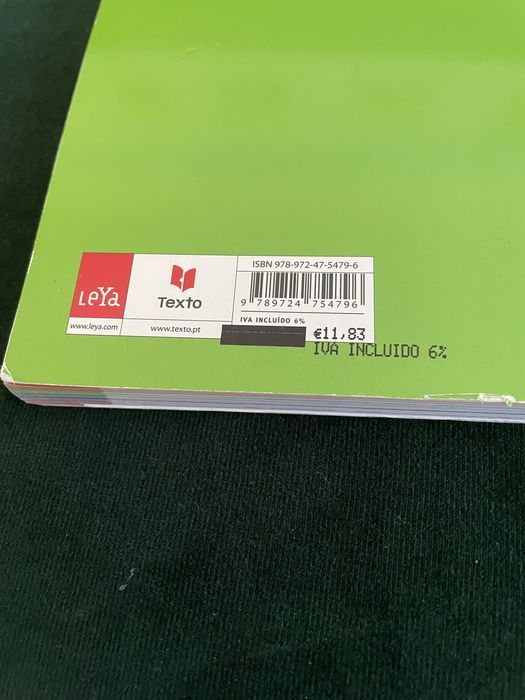 LeYa
www.leya.com
Texto
www.texto.pt
ISBN 978-972-47-5479-6
9 789724 754796
IVA INCLUÍDO 6%
€11,83
IVA INCLUIDO 6%